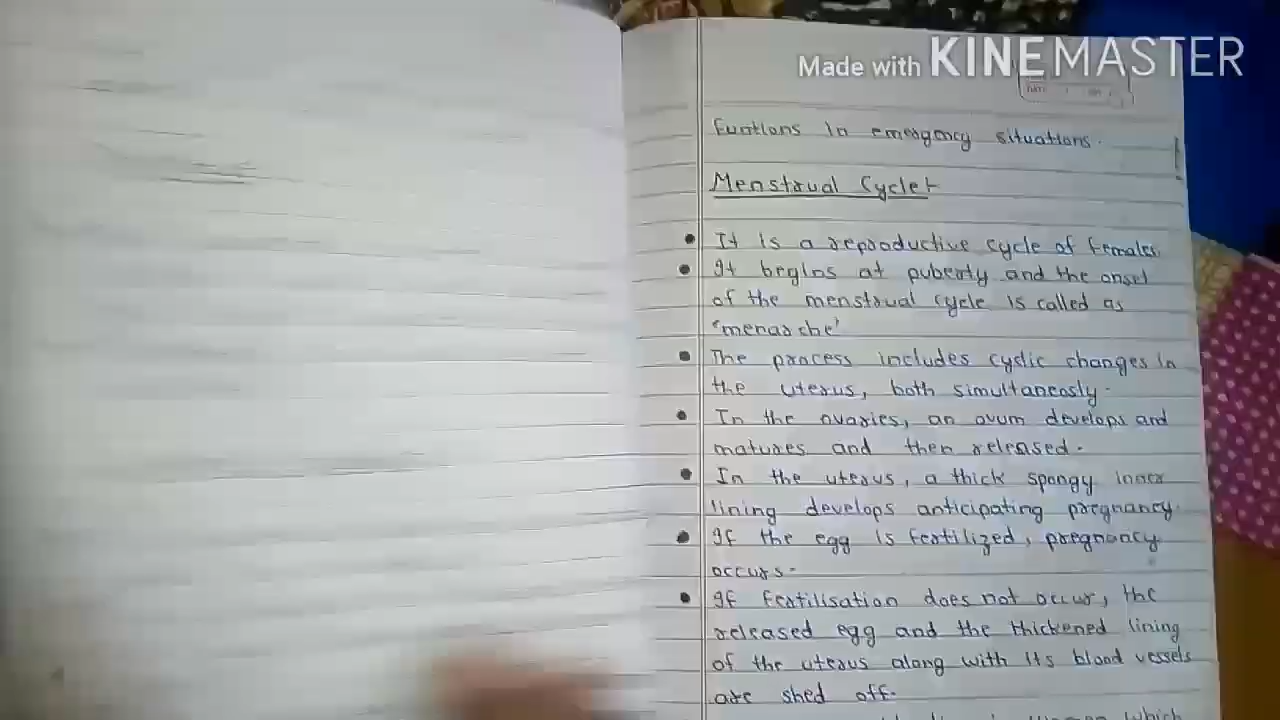 Made with KINEMASTER
Funtions in emergency situations.
Menstrual Cycle:
• It is a reproductive cycle of females.
• It begins at puberty and the onset
of the menstrual cycle is called as
'menarche'
• The process includes cyclic changes in
the uterus, both simultaneosly.
• In the ovaries, an ovum develops and
matures and then released.
• In the uterus, a thick spongy inner
lining develops anticipating pregnancy.
• If the egg is fertilized, pregnancy
occurs.
• If fertilisation does not occur, the
released egg and the thickened lining
of the uterus along with its blood vessels
are shed off.
which